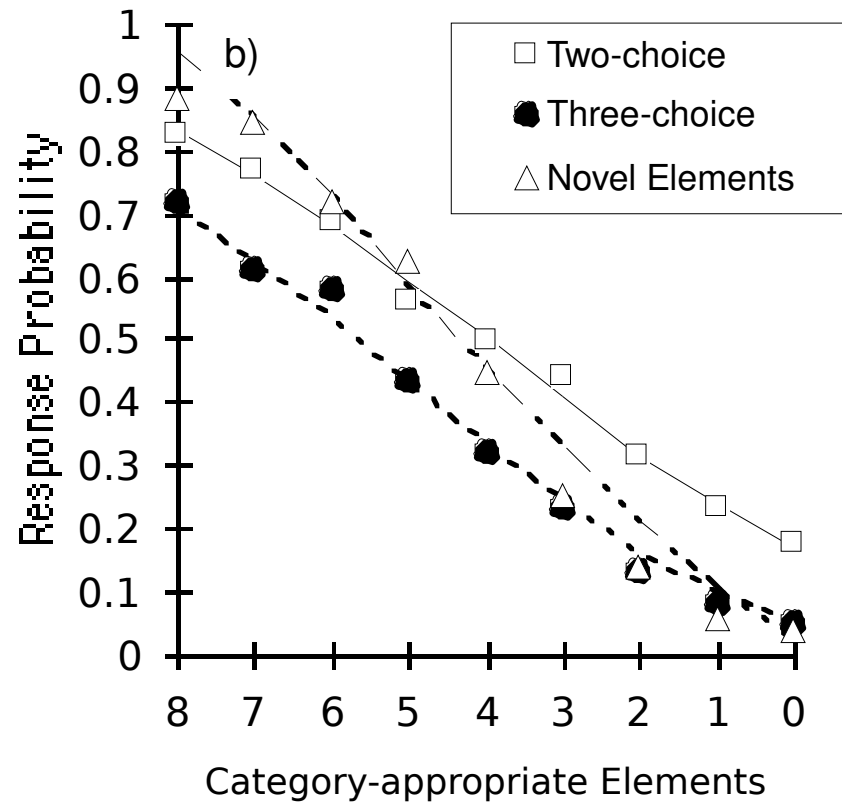 b)
Two-choice
Three-choice
Novel Elements
Response Probability
1
0.9
0.8
0.7
0.6
0.5
0.4
0.3
0.2
0.1
0
8 7 6 5 4 3 2 1 0
Category-appropriate Elements